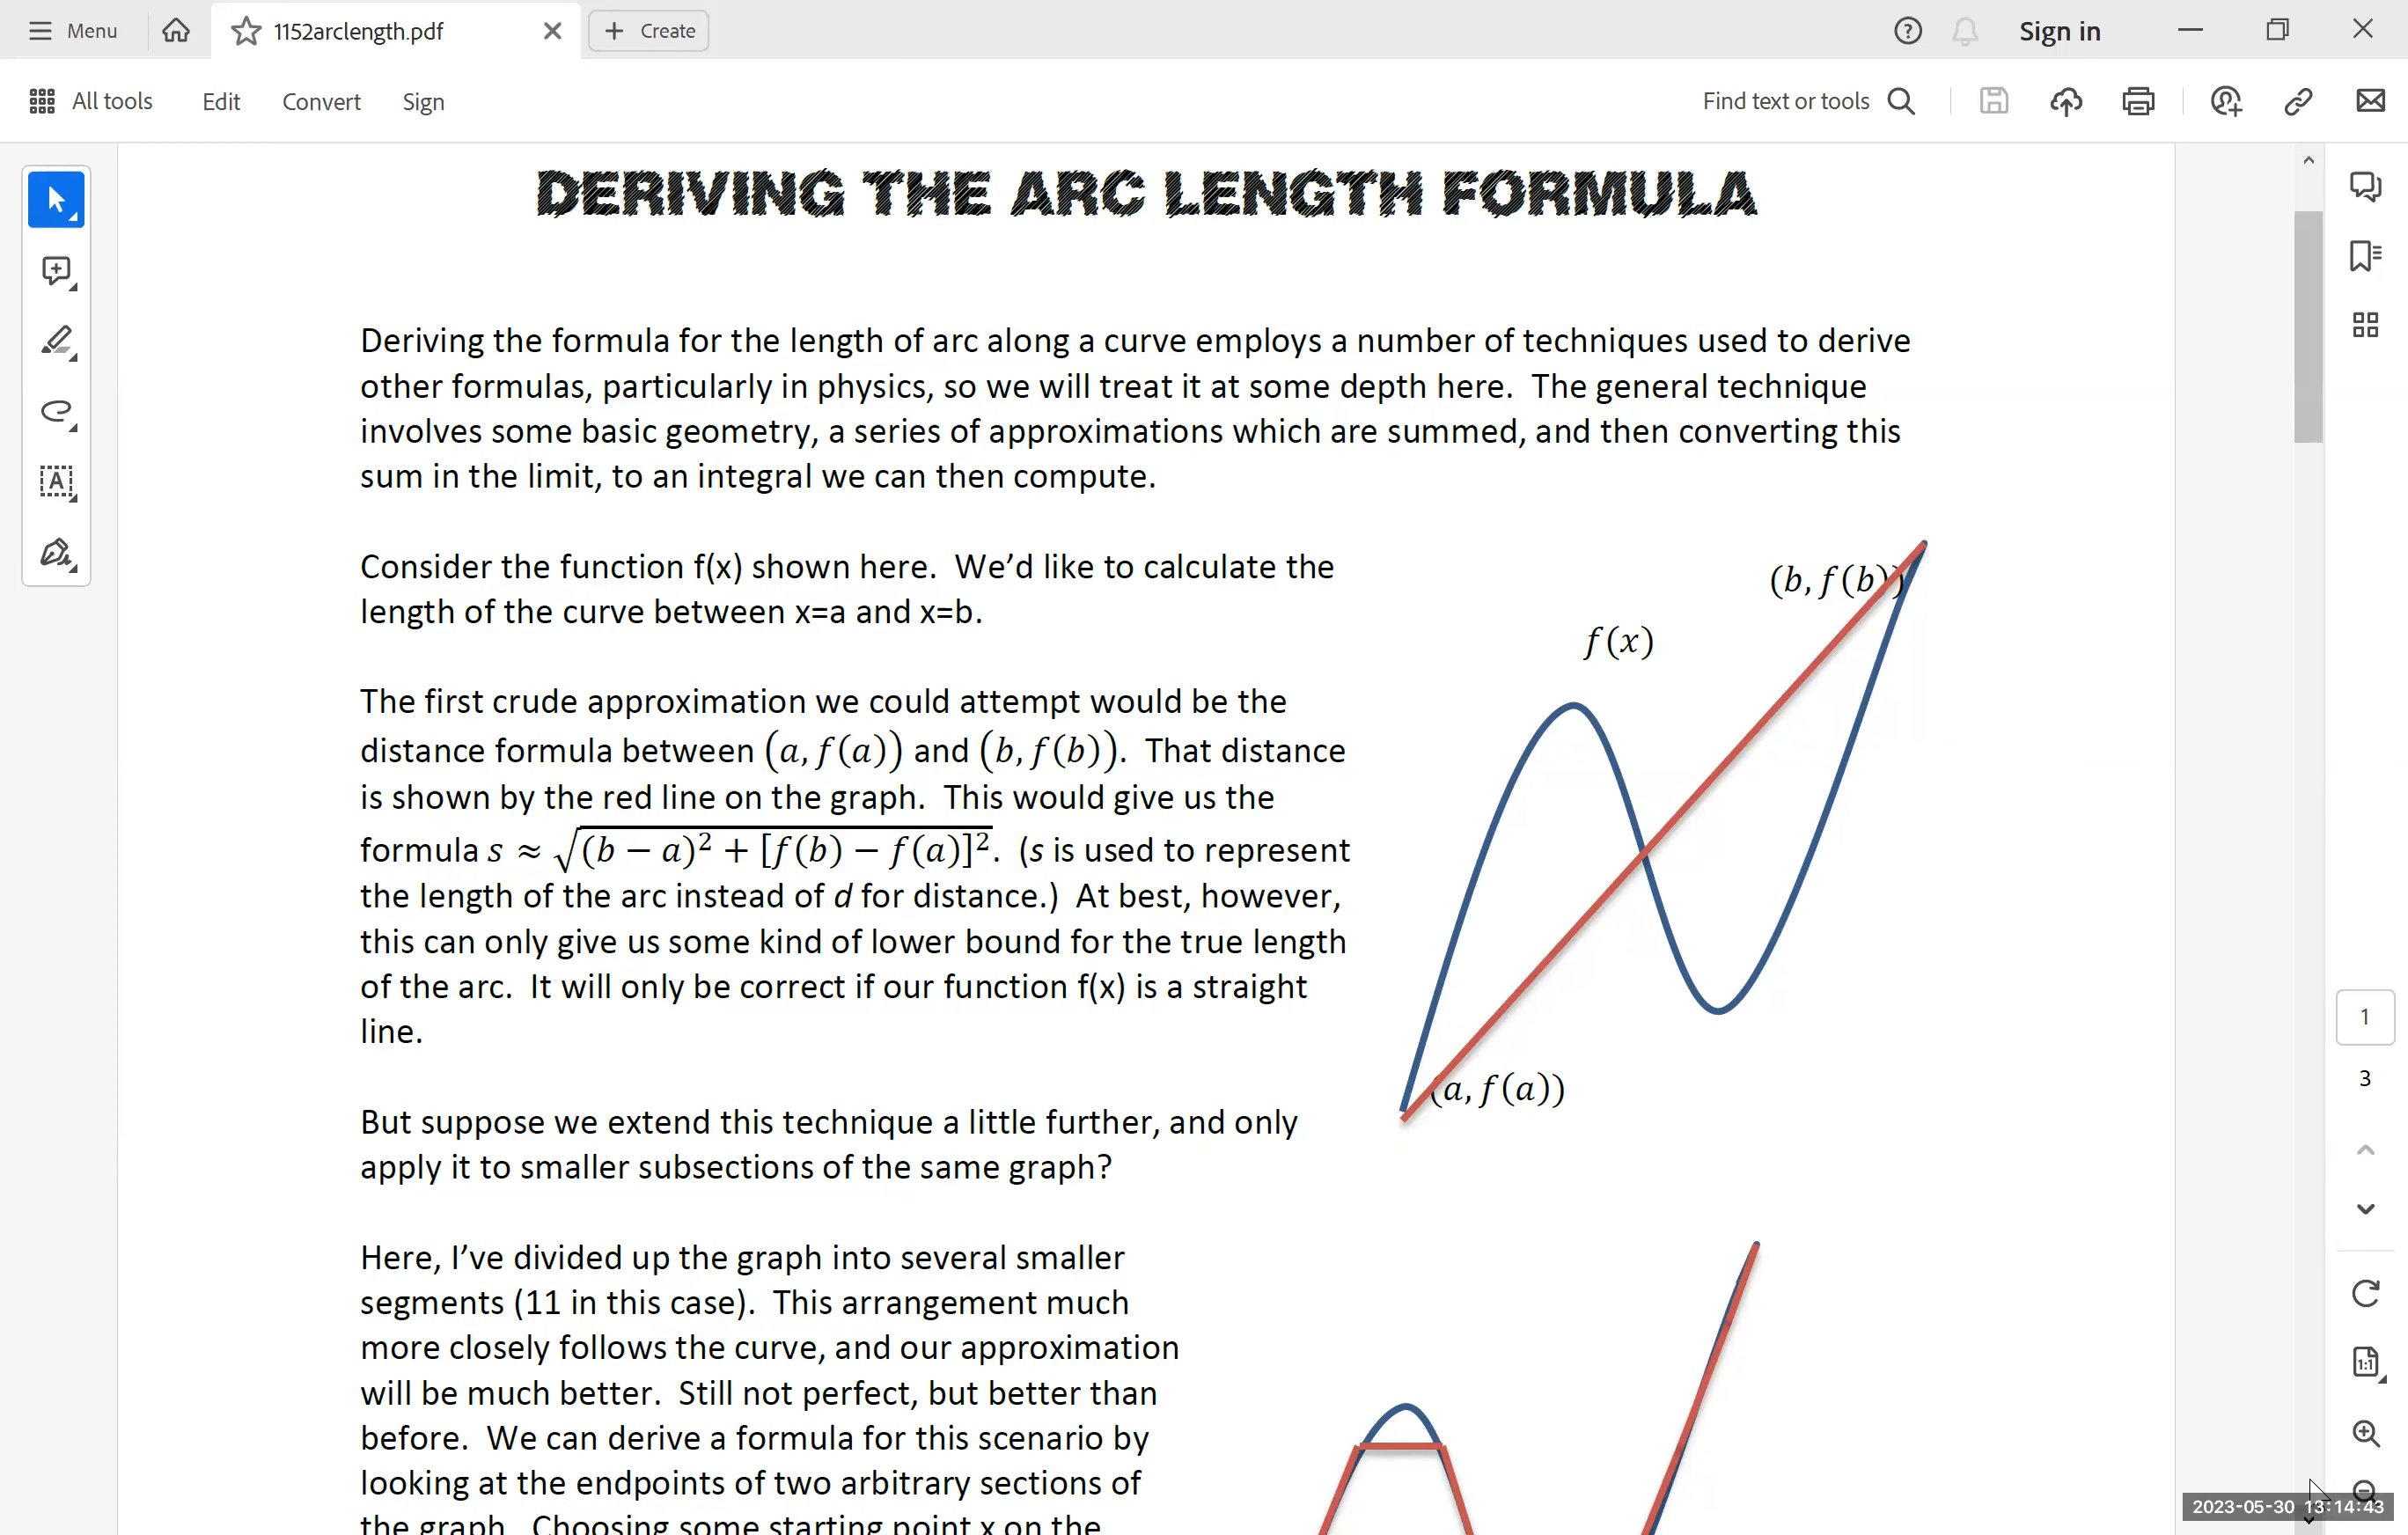 Menu
1152arclength.pdf
Create
Sign in
All tools
Edit
Convert
Sign
Find text or tools
DERIVING THE ARC LENGTH FORMULA
Deriving the formula for the length of arc along a curve employs a number of techniques used to derive
other formulas, particularly in physics, so we will treat it at some depth here. The general technique
involves some basic geometry, a series of approximations which are summed, and then converting this
sum in the limit, to an integral we can then compute.
Consider the function f(x) shown here. We’d like to calculate the
length of the curve between x=a and x=b.
The first crude approximation we could attempt would be the
distance formula between (a, f(a)) and (b, f(b)). That distance
is shown by the red line on the graph. This would give us the
formula s ≈ √(b − a)² + [f(b) − f(a)]². (s is used to represent
the length of the arc instead of d for distance.) At best, however,
this can only give us some kind of lower bound for the true length
of the arc. It will only be correct if our function f(x) is a straight
line.
But suppose we extend this technique a little further, and only
apply it to smaller subsections of the same graph?
Here, I’ve divided up the graph into several smaller
segments (11 in this case). This arrangement much
more closely follows the curve, and our approximation
will be much better. Still not perfect, but better than
before. We can derive a formula for this scenario by
looking at the endpoints of two arbitrary sections of
the graph. Choosing some starting point x on the
(b, f(b))
f(x)
(a, f(a))
1
3
1:1
2023-05-30 13:14:43